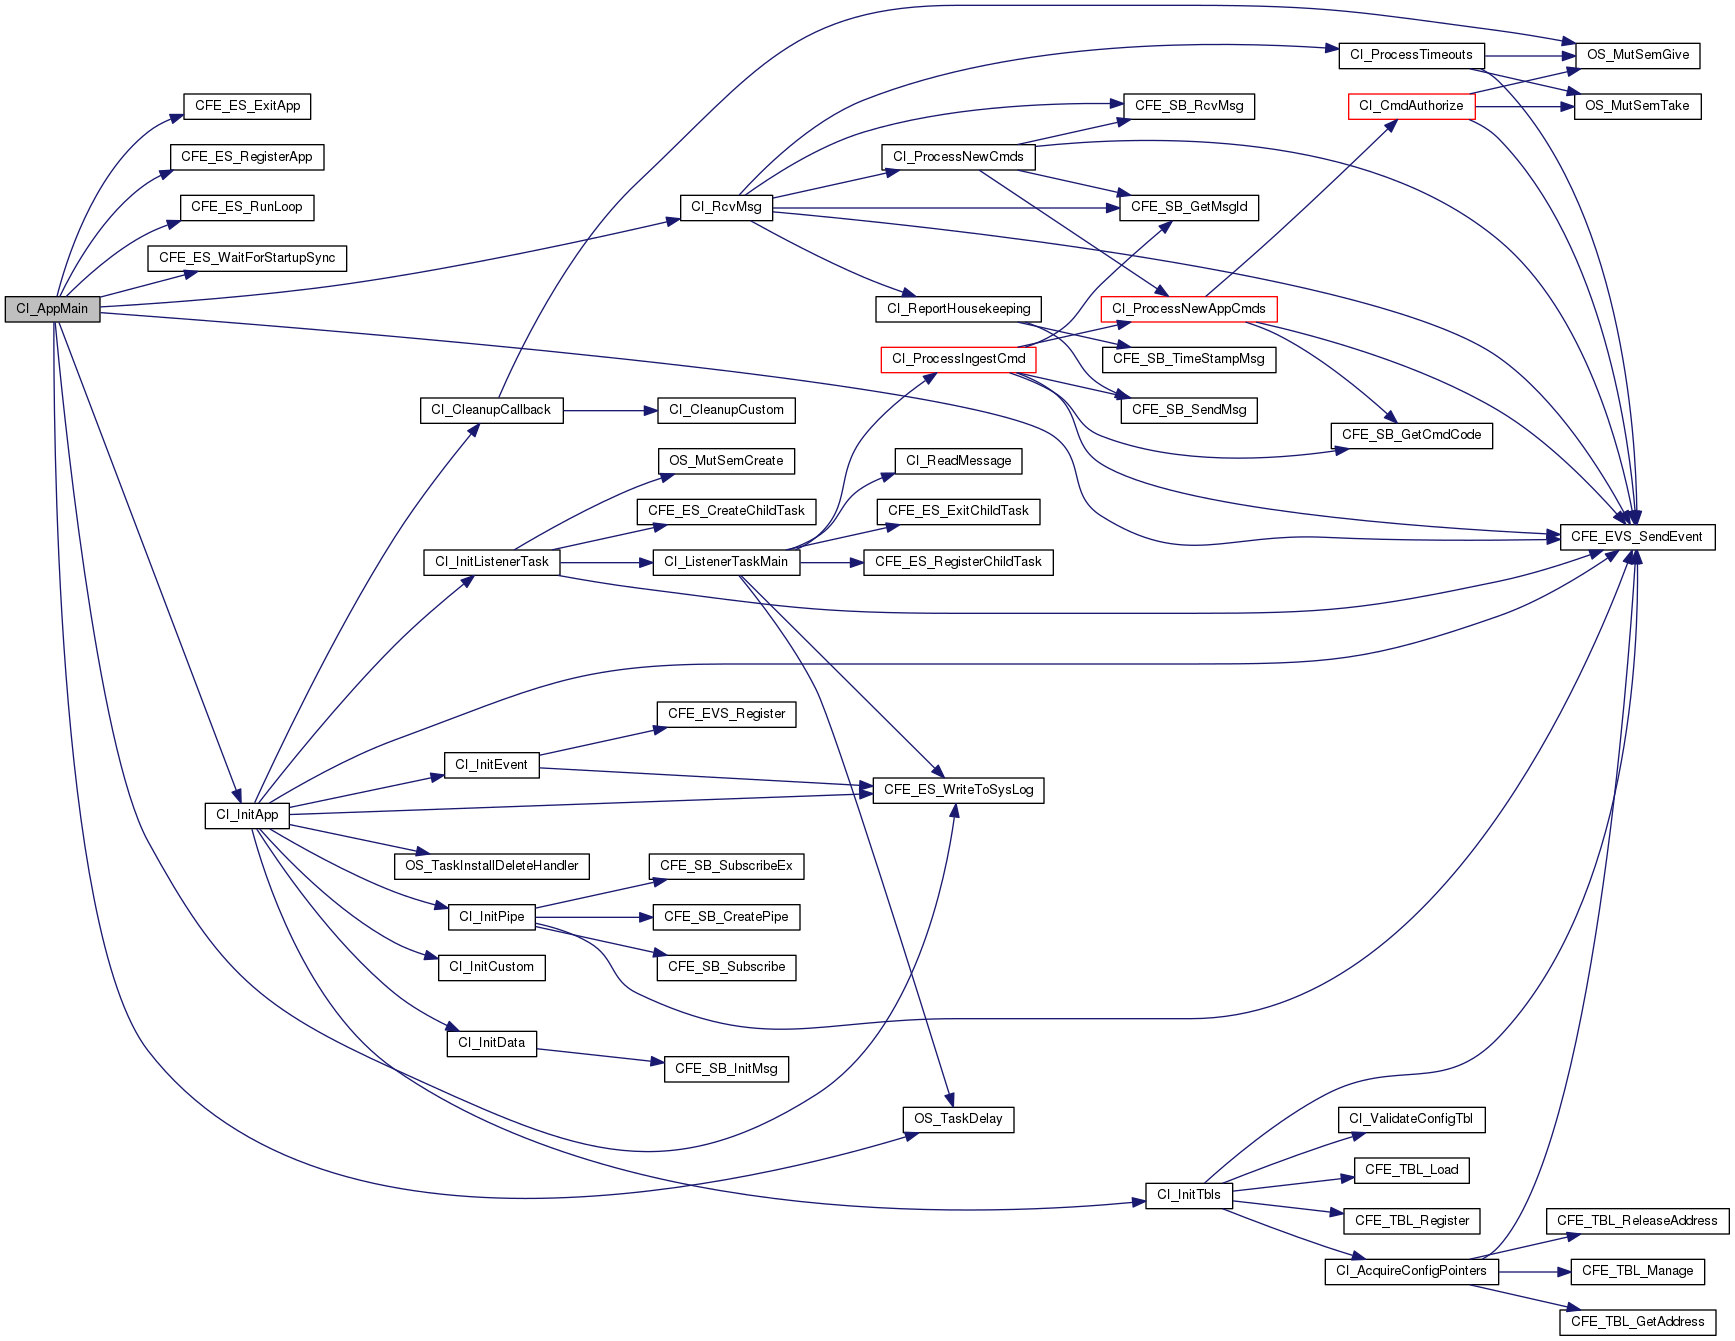 CI_AppMain
CFE_ES_ExitApp
CFE_ES_RegisterApp
CFE_ES_RunLoop
CFE_ES_WaitForStartupSync
CI_InitApp
CI_CleanupCallback
CI_InitListenerTask
CI_InitEvent
OS_TaskInstallDeleteHandler
CI_InitPipe
CI_InitCustom
CI_InitData
CI_RcvMsg
CI_CleanupCustom
OS_MutSemCreate
CFE_ES_CreateChildTask
CI_ListenerTaskMain
CFE_EVS_Register
CFE_SB_SubscribeEx
CFE_SB_CreatePipe
CFE_SB_Subscribe
CFE_SB_InitMsg
CI_ProcessNewCmds
CI_ReportHousekeeping
CI_ProcessIngestCmd
CI_ReadMessage
CFE_ES_ExitChildTask
CFE_ES_RegisterChildTask
CFE_ES_WriteToSysLog
OS_TaskDelay
CFE_SB_RcvMsg
CFE_SB_GetMsgId
CI_ProcessNewAppCmds
CFE_SB_TimeStampMsg
CFE_SB_SendMsg
CI_InitTbls
CI_ProcessTimeouts
CI_CmdAuthorize
CFE_SB_GetCmdCode
CI_ValidateConfigTbl
CFE_TBL_Load
CFE_TBL_Register
CI_AcquireConfigPointers
OS_MutSemGive
OS_MutSemTake
CFE_EVS_SendEvent
CFE_TBL_ReleaseAddress
CFE_TBL_Manage
CFE_TBL_GetAddress